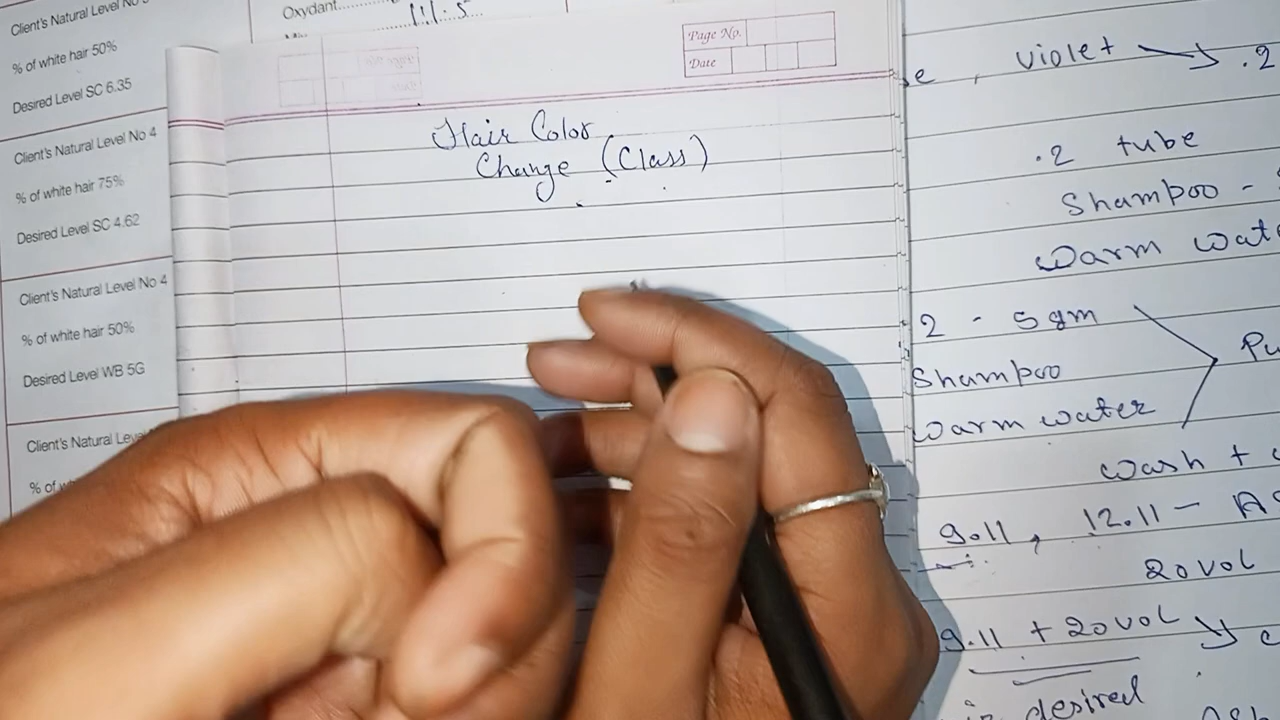 Client's Natural Level No
% of white hair 50%
Desired Level SC 6.35
Client's Natural Level No 4
% of white hair 75%
Desired Level SC 4.62
Client's Natural Level No 4
% of white hair 50%
Desired Level WB 5G
Client's Natural
% of
Oxydant
Page No.
Date
Hair Color
Change (Class)
, violet → .2
.2 tube
Shampoo -
warm
2 - 5gm
Shampoo
warm water
wash +
9.11, 12.11 -
20vol
9.11 + 20vol
desired